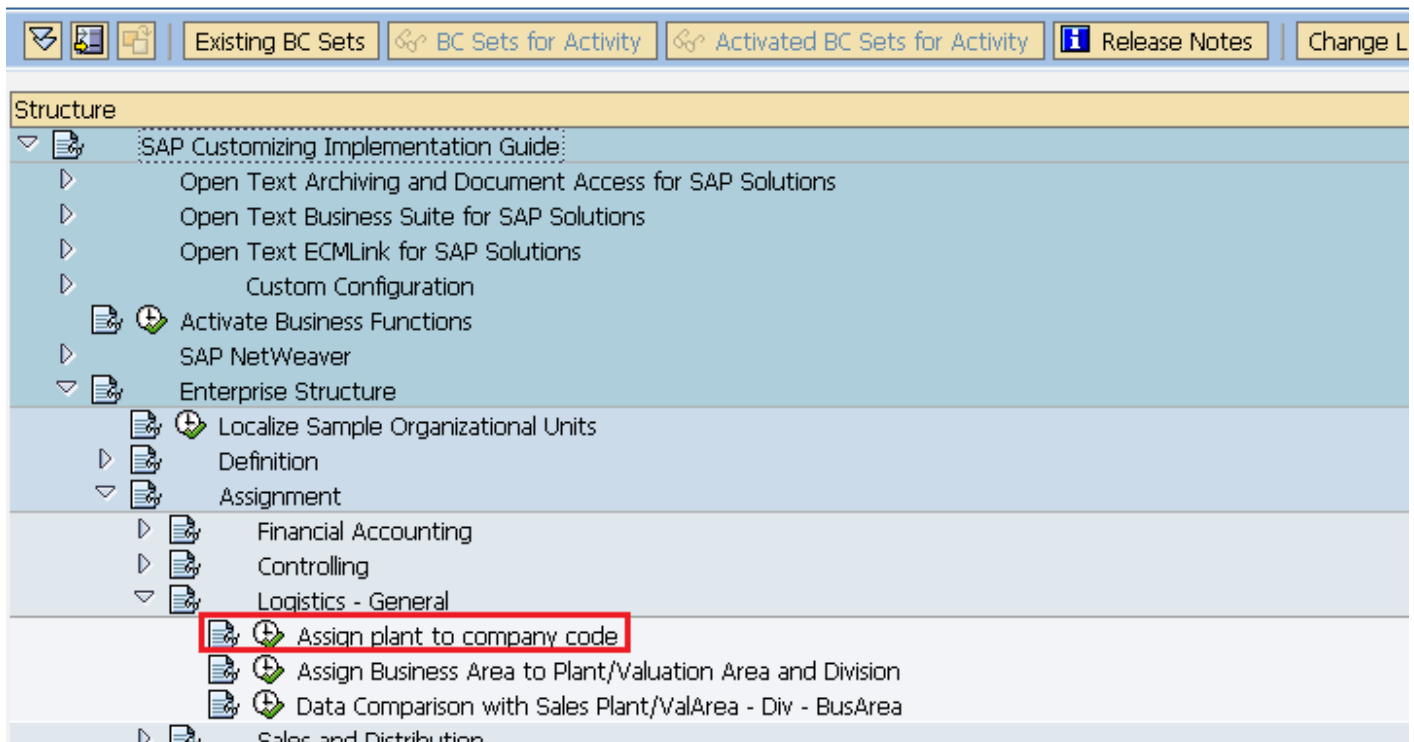 Existing BC Sets BC Sets for Activity Activated BC Sets for Activity Release Notes Change L
Structure
SAP Customizing Implementation Guide
Open Text Archiving and Document Access for SAP Solutions
Open Text Business Suite for SAP Solutions
Open Text ECMLink for SAP Solutions
Custom Configuration
Activate Business Functions
SAP NetWeaver
Enterprise Structure
Localize Sample Organizational Units
Definition
Assignment
Financial Accounting
Controlling
Logistics - General
Assign plant to company code
Assign Business Area to Plant/Valuation Area and Division
Data Comparison with Sales Plant/ValArea - Div - BusArea
Sales and Distribution